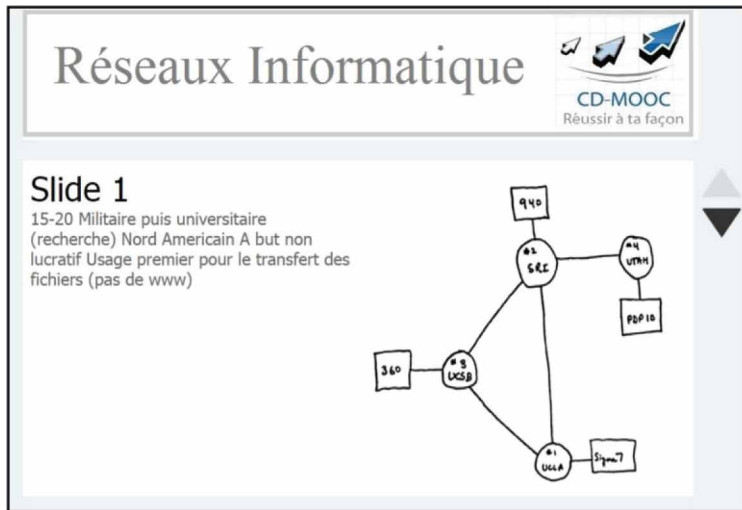 Réseaux Informatique
CD-MOOC
Réussir à ta façon
Slide 1
15-20 Militaire puis universitaire
(recherche) Nord Americain A but non
lucratif Usage premier pour le transfert des
fichiers (pas de www)
940
#2
SRI
#4
UTAH
PDP10
360
#3
UCSB
#1
UCLA
Sigma7